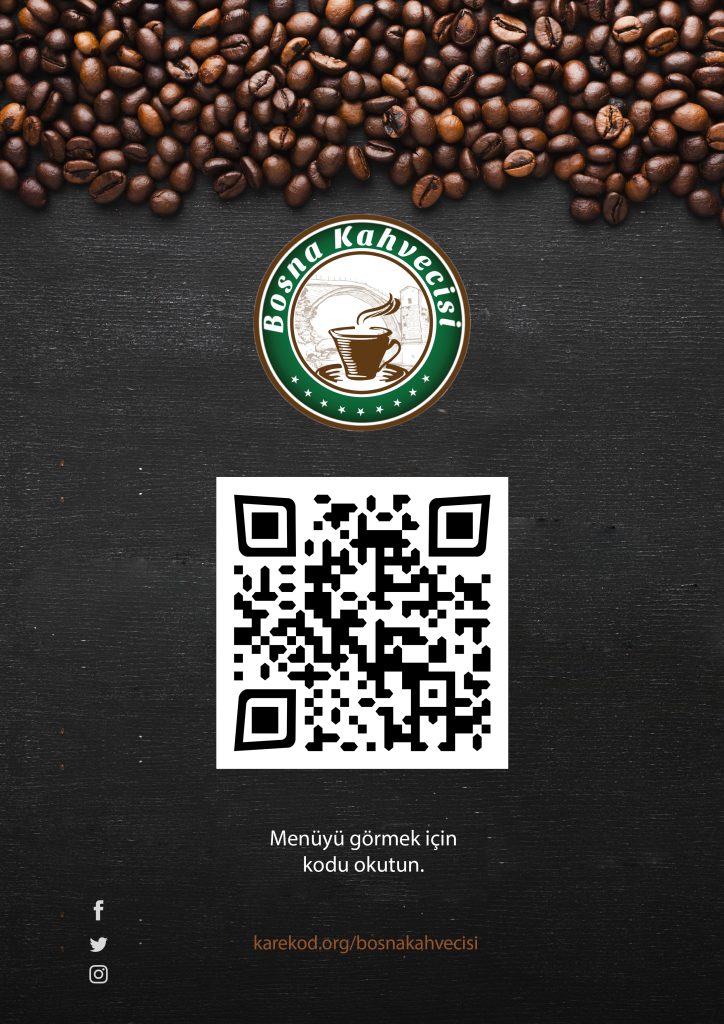 Bosna Kahvecisi
Menüyü görmek için
kodu okutun.
karekod.org/bosnakahvecisi